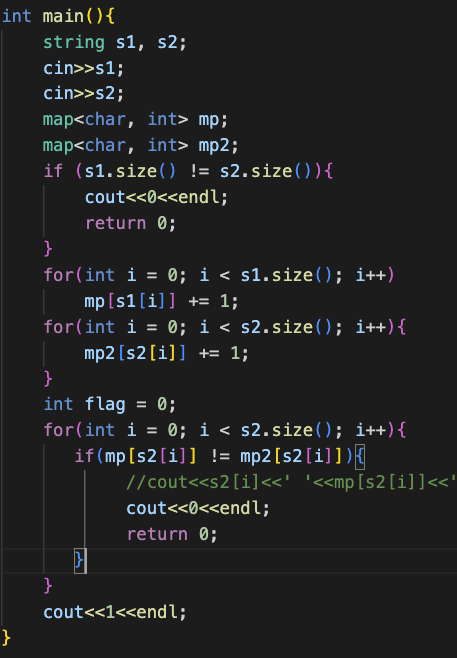 int main(){
    string s1, s2;
    cin>>s1;
    cin>>s2;
    map<char, int> mp;
    map<char, int> mp2;
    if (s1.size() != s2.size()){
        cout<<0<<endl;
        return 0;
    }
    for(int i = 0; i < s1.size(); i++)
        mp[s1[i]] += 1;
    for(int i = 0; i < s2.size(); i++){
        mp2[s2[i]] += 1;
    }
    int flag = 0;
    for(int i = 0; i < s2.size(); i++){
       if(mp[s2[i]] != mp2[s2[i]]){
            //cout<<s2[i]<<' '<<mp[s2[i]]<<'
            cout<<0<<endl;
            return 0;
       }
    }
    cout<<1<<endl;
}